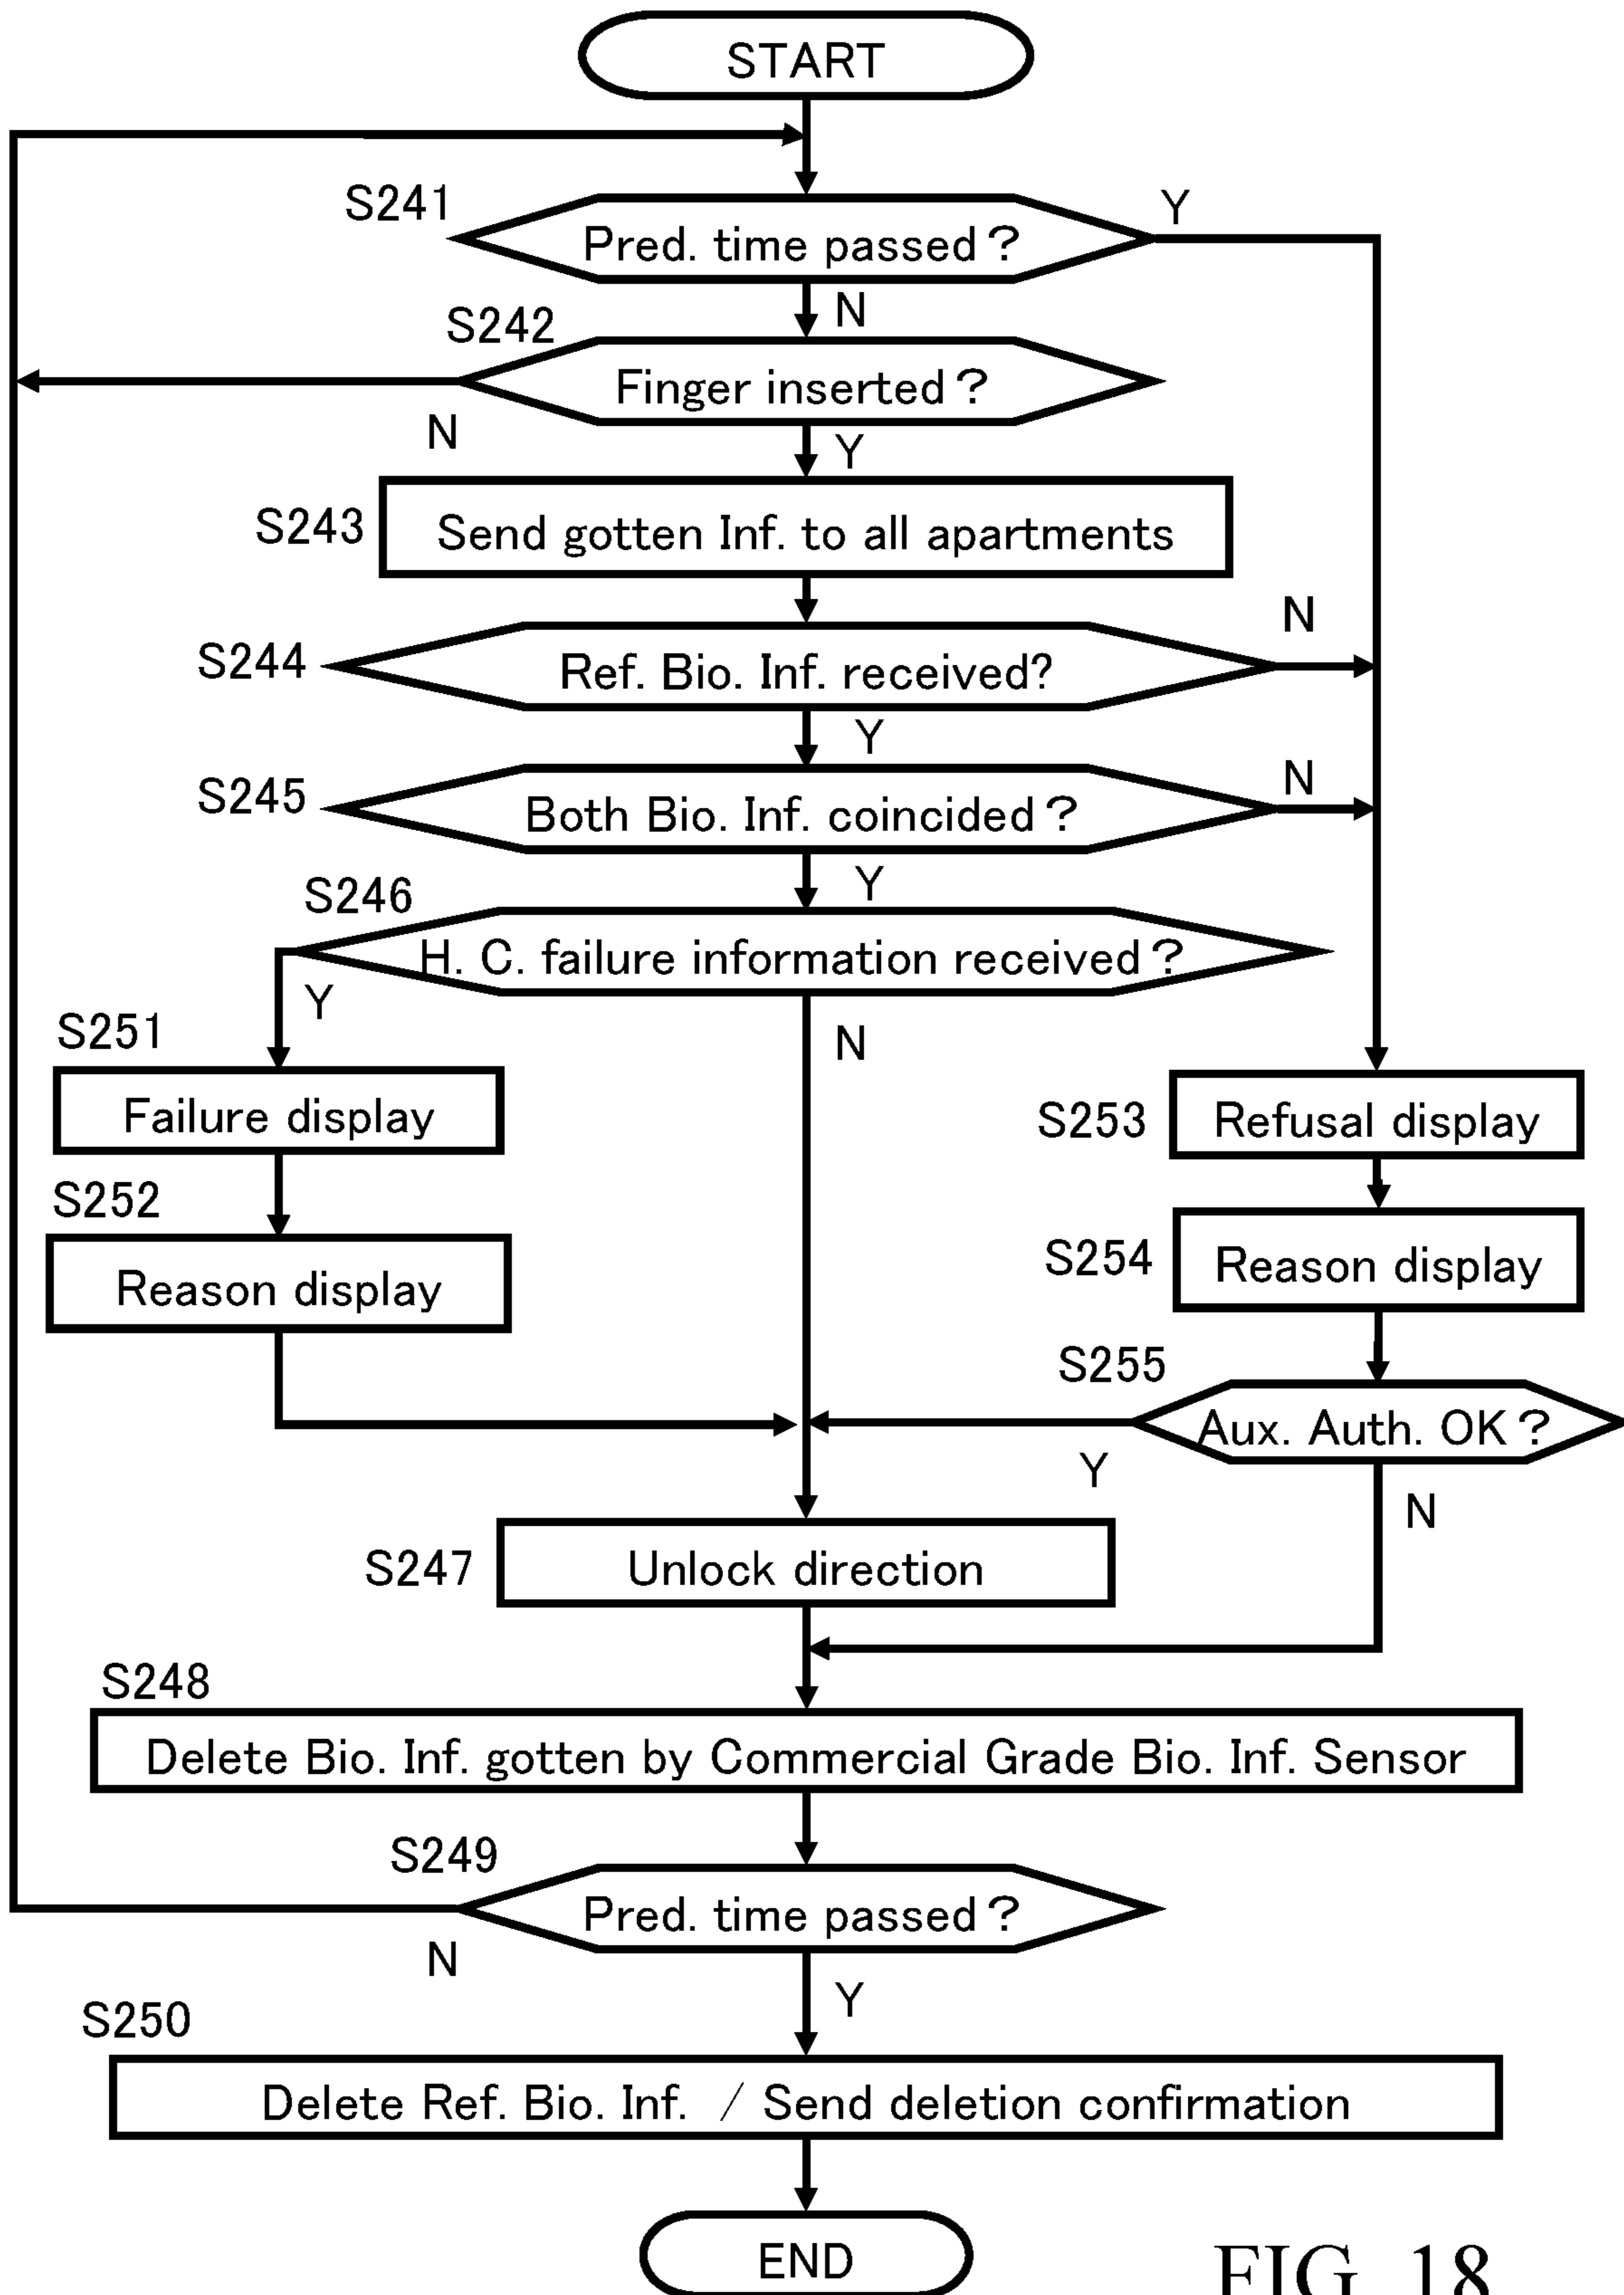 START
S241
Pred. time passed?
Y
N
S242
Finger inserted?
N
Y
S243
Send gotten Inf. to all apartments
S244
Ref. Bio. Inf. received?
N
Y
S245
Both Bio. Inf. coincided?
N
Y
S246
H. C. failure information received?
Y
N
S251
Failure display
S253
Refusal display
S252
Reason display
S254
Reason display
S255
Aux. Auth. OK?
Y
N
S247
Unlock direction
S248
Delete Bio. Inf. gotten by Commercial Grade Bio. Inf. Sensor
S249
Pred. time passed?
N
Y
S250
Delete Ref. Bio. Inf. / Send deletion confirmation
END
FIG. 18